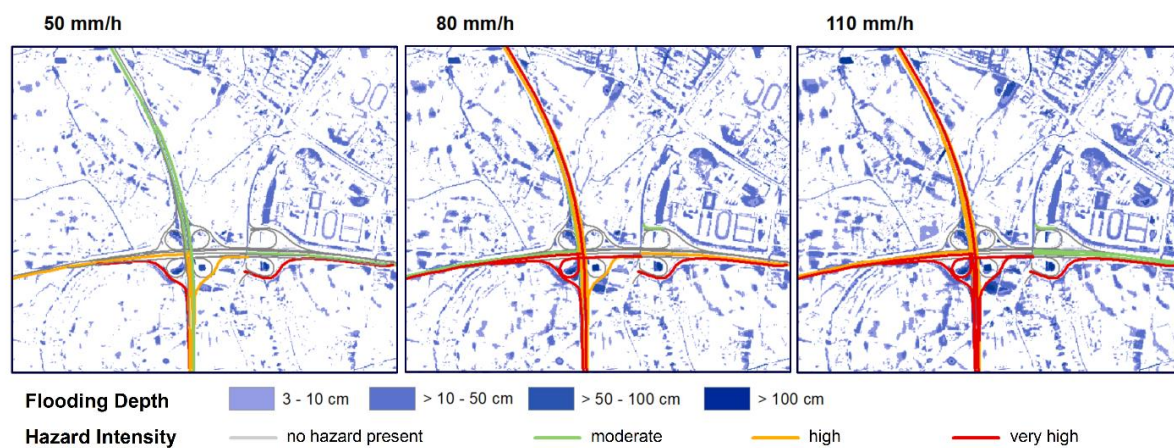 50 mm/h 80 mm/h 110 mm/h
Flooding Depth 3 - 10 cm > 10 - 50 cm > 50 - 100 cm > 100 cm
Hazard Intensity no hazard present moderate high very high